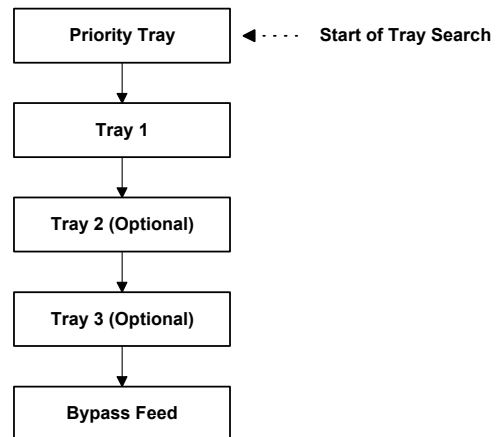 Priority Tray
Start of Tray Search
Tray 1
Tray 2 (Optional)
Tray 3 (Optional)
Bypass Feed